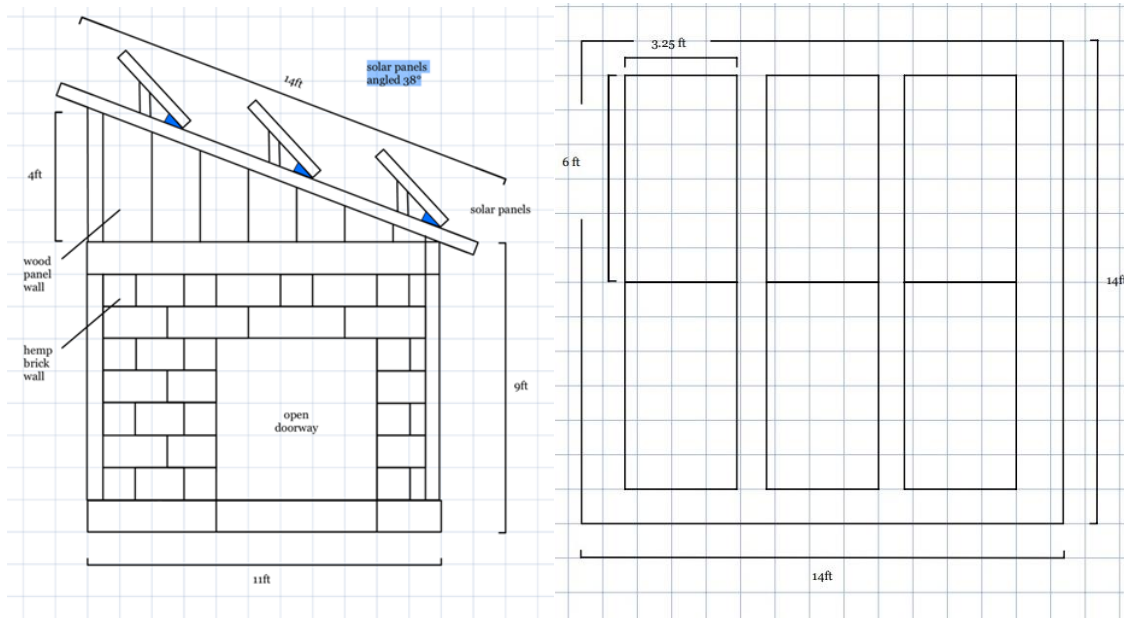 14ft
solar panels
angled 38°
4ft
solar panels
wood
panel
wall
hemp
brick
wall
9ft
open
doorway
11ft
3.25 ft
6 ft
14ft
14ft